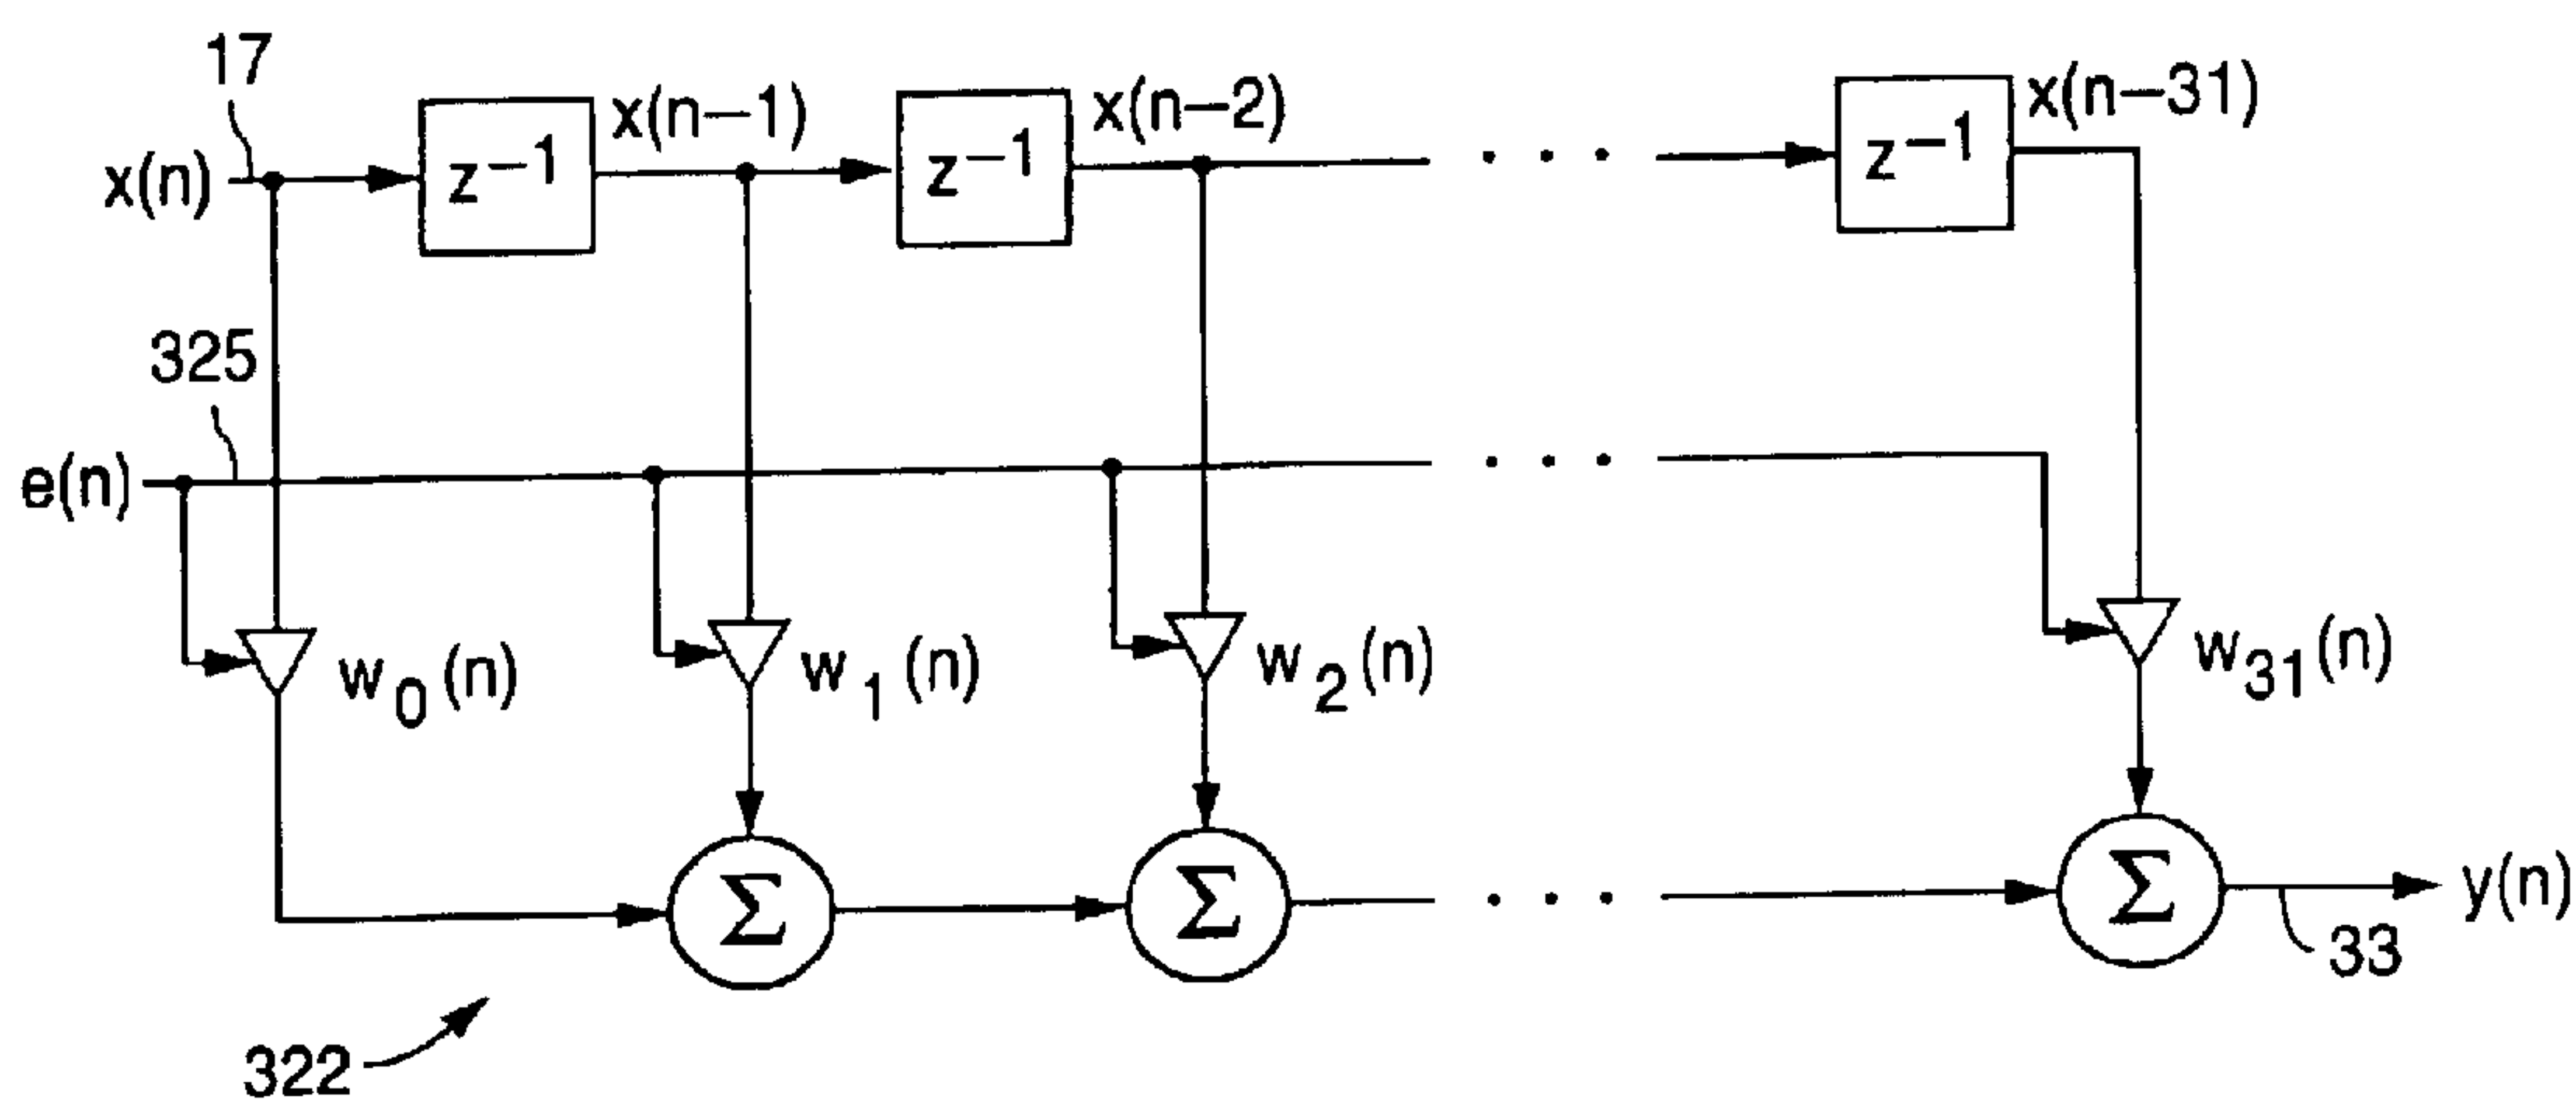 17
x(n)
z⁻¹
x(n−1)
z⁻¹
x(n−2)
. . .
z⁻¹
x(n−31)
325
e(n)
. . .
w₀(n)
w₁(n)
w₂(n)
w₃₁(n)
Σ
Σ
. . .
Σ
y(n)
33
322